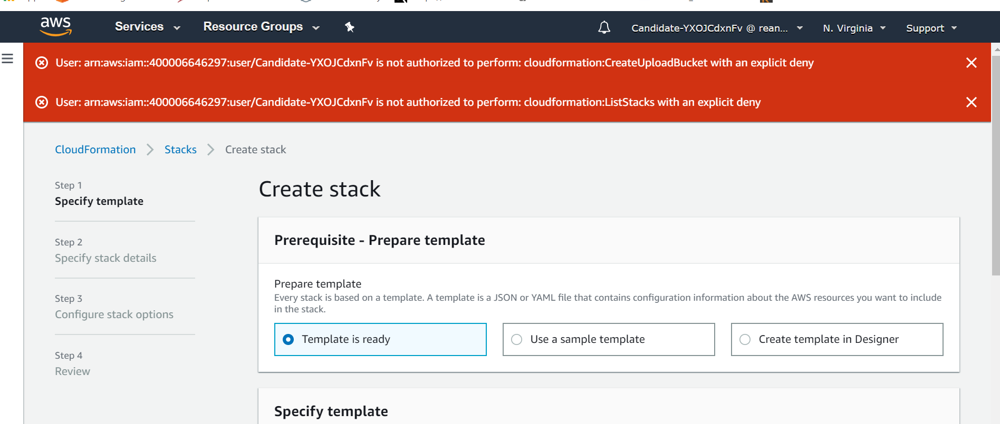 aws
Services
Resource Groups
Candidate-YXOJCdxnFv @ rean...
N. Virginia
Support
User: arn:aws:iam::400006646297:user/Candidate-YXOJCdxnFv is not authorized to perform: cloudformation:CreateUploadBucket with an explicit deny
User: arn:aws:iam::400006646297:user/Candidate-YXOJCdxnFv is not authorized to perform: cloudformation:ListStacks with an explicit deny
CloudFormation
Stacks
Create stack
Step 1
Specify template
Step 2
Specify stack details
Step 3
Configure stack options
Step 4
Review
Create stack
Prerequisite - Prepare template
Prepare template
Every stack is based on a template. A template is a JSON or YAML file that contains configuration information about the AWS resources you want to include
in the stack.
Template is ready
Use a sample template
Create template in Designer
Specify template